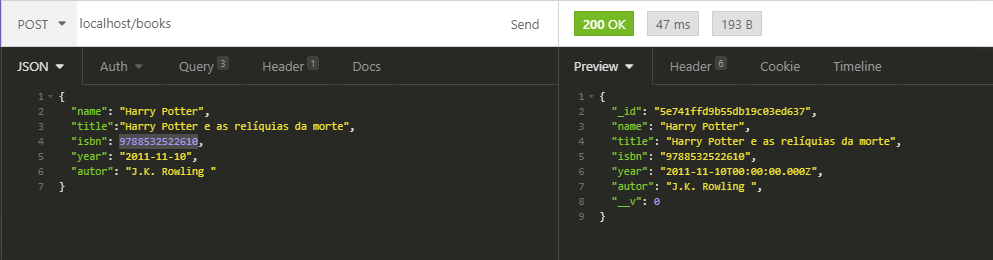 POST localhost/books Send
200 OK 47 ms 193 B
JSON Auth Query 3 Header 1 Docs
Preview Header 6 Cookie Timeline
1 {
2 "name": "Harry Potter",
3 "title":"Harry Potter e as relíquias da morte",
4 "isbn": 9788532522610,
5 "year": "2011-11-10",
6 "autor": "J.K. Rowling "
7 }
1 {
2 "_id": "5e741ffd9b55db19c03ed637",
3 "name": "Harry Potter",
4 "title": "Harry Potter e as relíquias da morte",
5 "isbn": "9788532522610",
6 "year": "2011-11-10T00:00:00.000Z",
7 "autor": "J.K. Rowling ",
8 "__v": 0
9 }